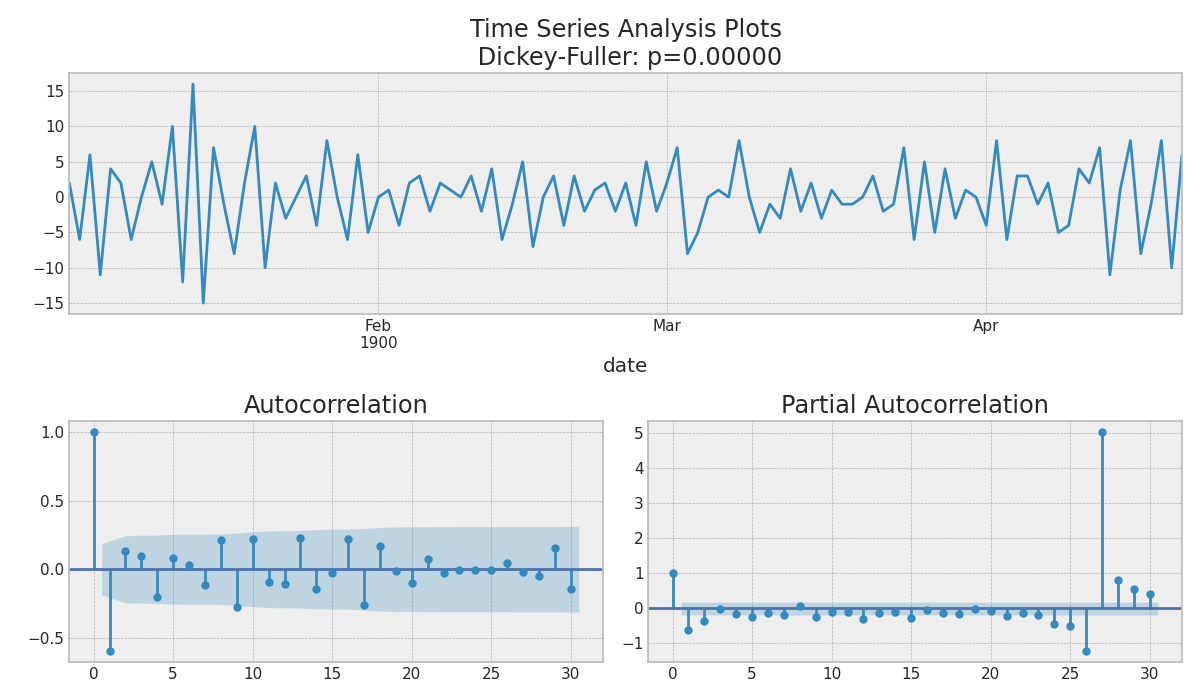 Time Series Analysis Plots
Dickey-Fuller: p=0.00000
15
10
5
0
−5
−10
−15
Feb
1900
Mar
Apr
date
Autocorrelation
1.0
0.5
0.0
−0.5
0 5 10 15 20 25 30
Partial Autocorrelation
5
4
3
2
1
0
−1
0 5 10 15 20 25 30